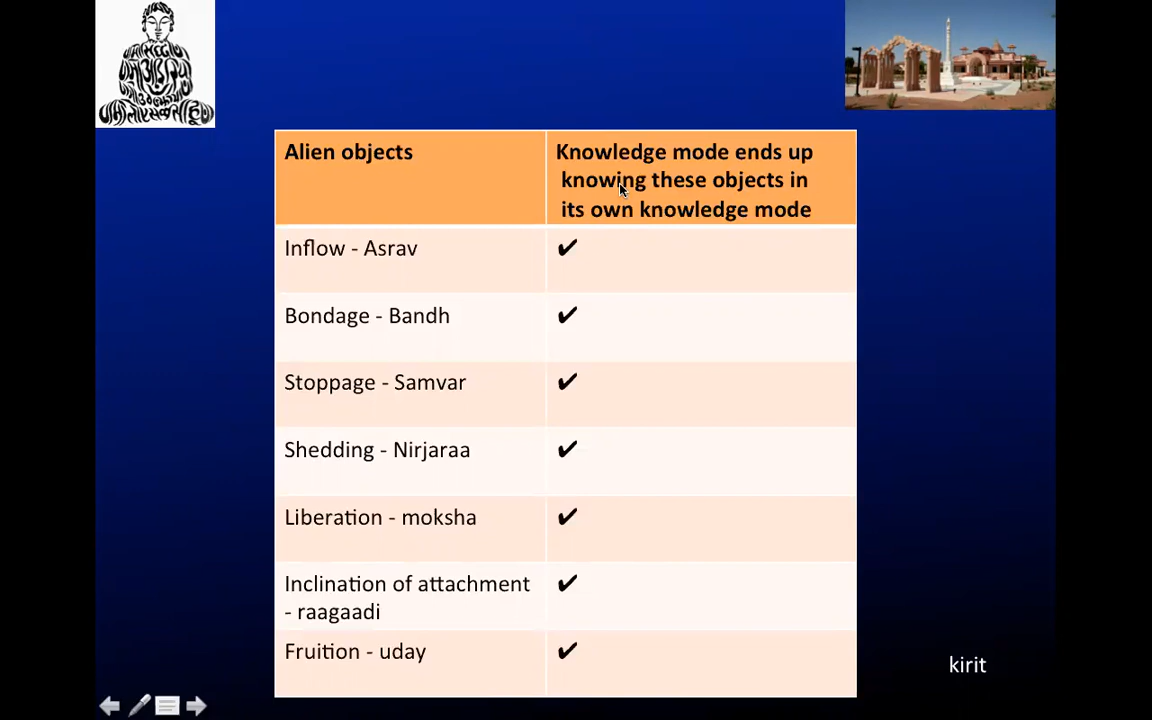 Alien objects
Knowledge mode ends up
knowing these objects in
its own knowledge mode
Inflow - Asrav
✔
Bondage - Bandh
✔
Stoppage - Samvar
✔
Shedding - Nirjaraa
✔
Liberation - moksha
✔
Inclination of attachment
- raagaadi
✔
Fruition - uday
✔
kirit